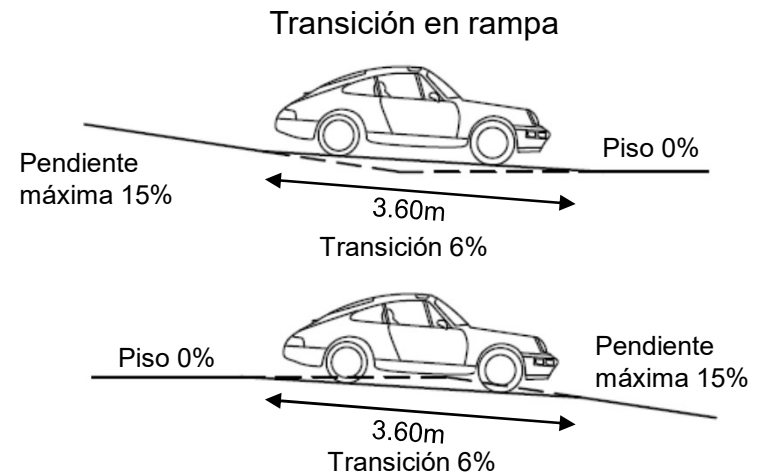 Transición en rampa
Piso 0%
Pendiente
máxima 15%
3.60m
Transición 6%
Piso 0%
Pendiente
máxima 15%
3.60m
Transición 6%